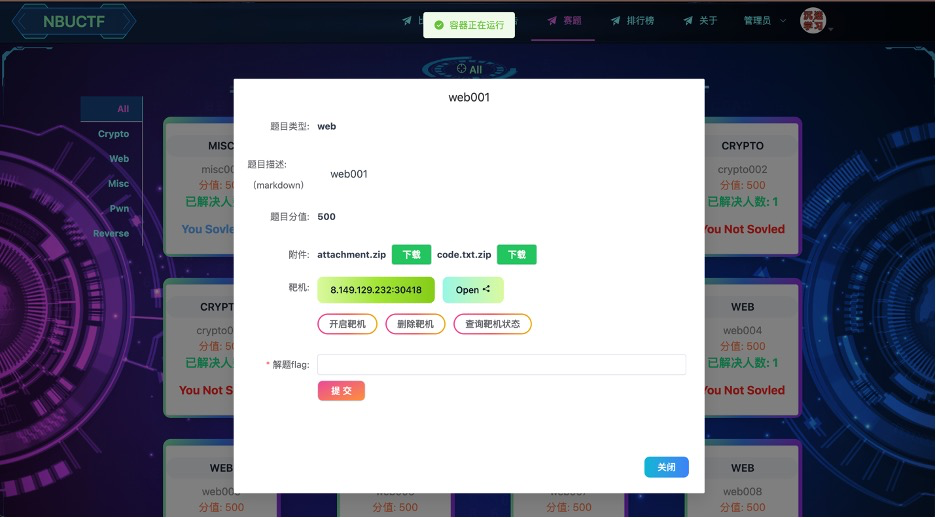 NBUCTF
容器正在运行
赛题
排行榜
关于
管理员
沉迷
学习
All
All
Crypto
Web
Misc
Pwn
Reverse
MISC
misc00
分值: 50
已解决人数:
You Sovle
CRYPTO
crypto002
分值: 500
已解决人数: 1
You Not Sovled
web001
题目类型: web
题目描述:
(markdown)
web001
题目分值: 500
附件: attachment.zip 下载 code.txt.zip 下载
靶机: 8.149.129.232:30418 Open
开启靶机 删除靶机 查询靶机状态
* 解题flag:
提 交
关闭
CRYPT
crypto0
分值: 50
已解决人
You Not S
WEB
web004
分值: 500
已解决人数: 1
You Not Sovled
WEB
分值: 500
分值: 500
分值: 500
WEB
web008
分值: 500